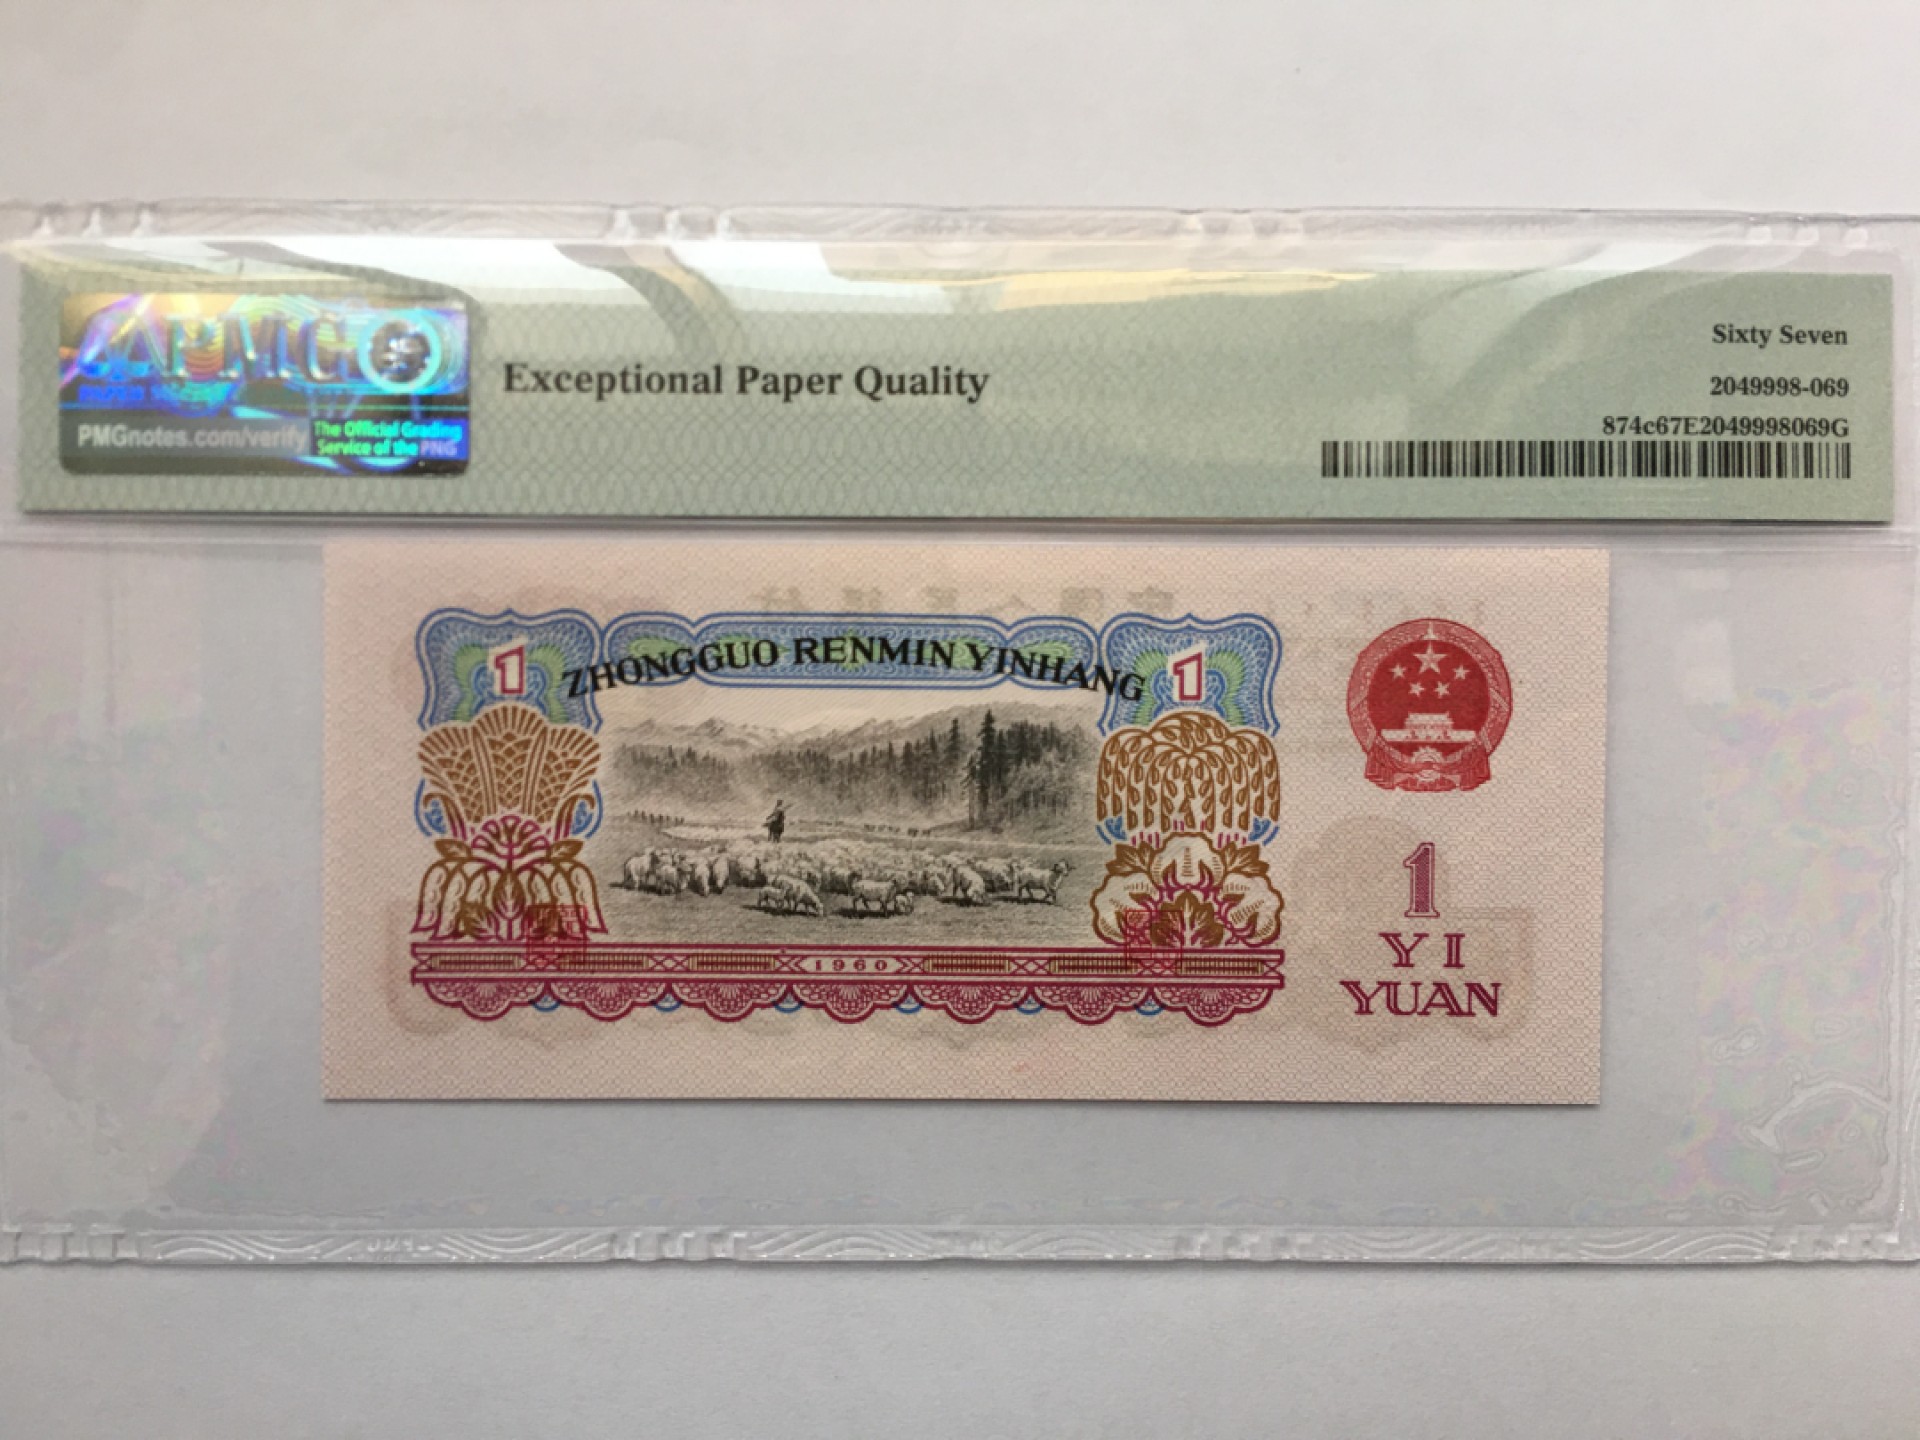 PMG
PMGnotes.com/verify
The Official Grading
Service of the PNG
Exceptional Paper Quality
Sixty Seven
2049998-069
874c67E2049998069G
1
ZHONGGUO RENMIN YINHANG
1
1960
1
YI
YUAN